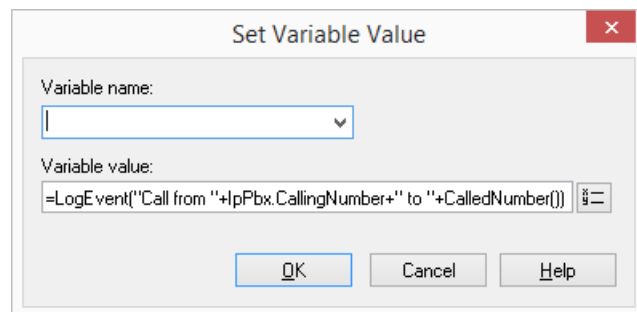 Set Variable Value
Variable name:
Variable value:
=LogEvent("Call from "+IpPbx.CallingNumber+" to "+CalledNumber())
OK Cancel Help